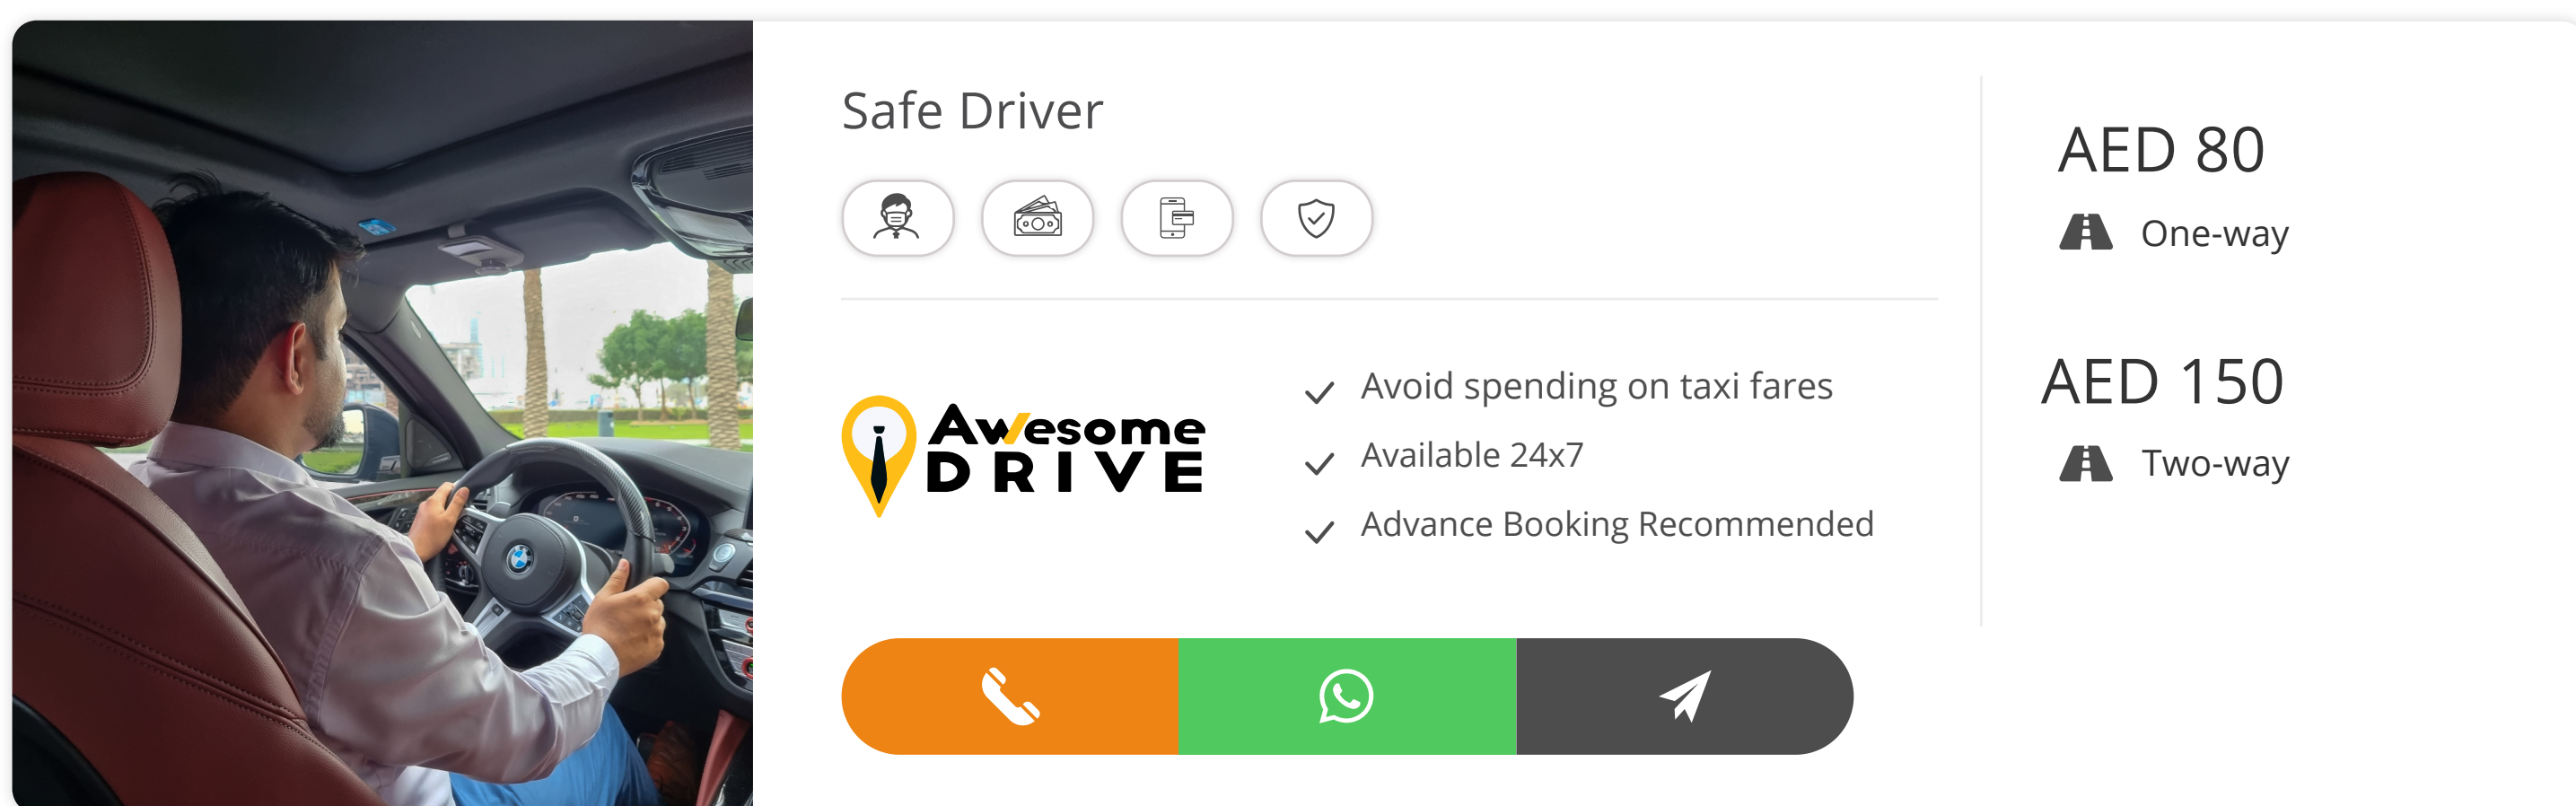 Safe Driver
Awesome
DRIVE
Avoid spending on taxi fares
Available 24x7
Advance Booking Recommended
AED 80
One-way
AED 150
Two-way